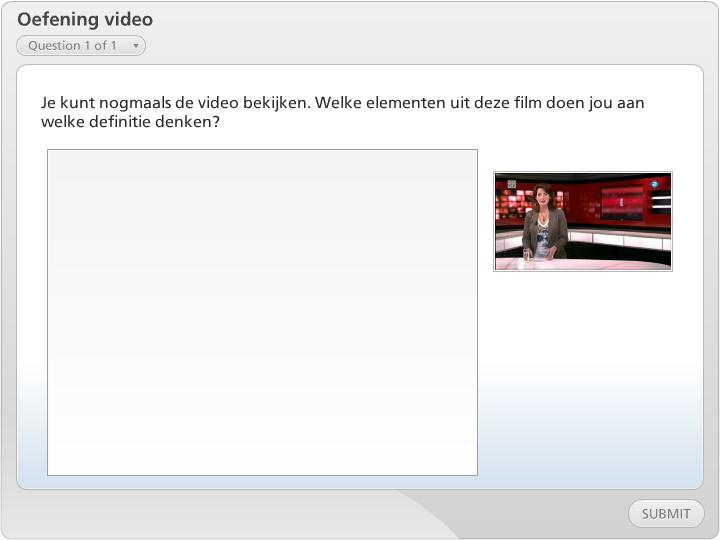 Oefening video
Question 1 of 1
Je kunt nogmaals de video bekijken. Welke elementen uit deze film doen jou aan
welke definitie denken?
SUBMIT